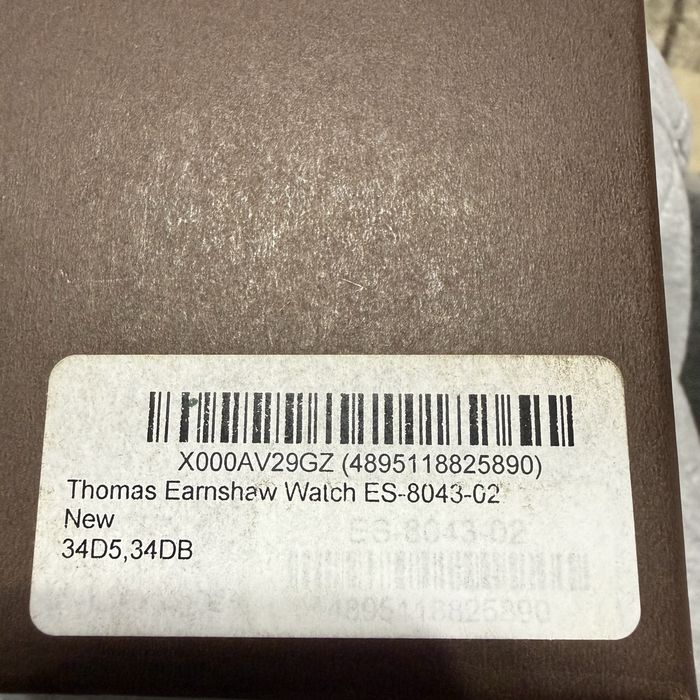 X000AV29GZ (4895118825890)
Thomas Earnshaw Watch ES-8043-02
New
34D5,34DB
ES-8043-02
4895118825890